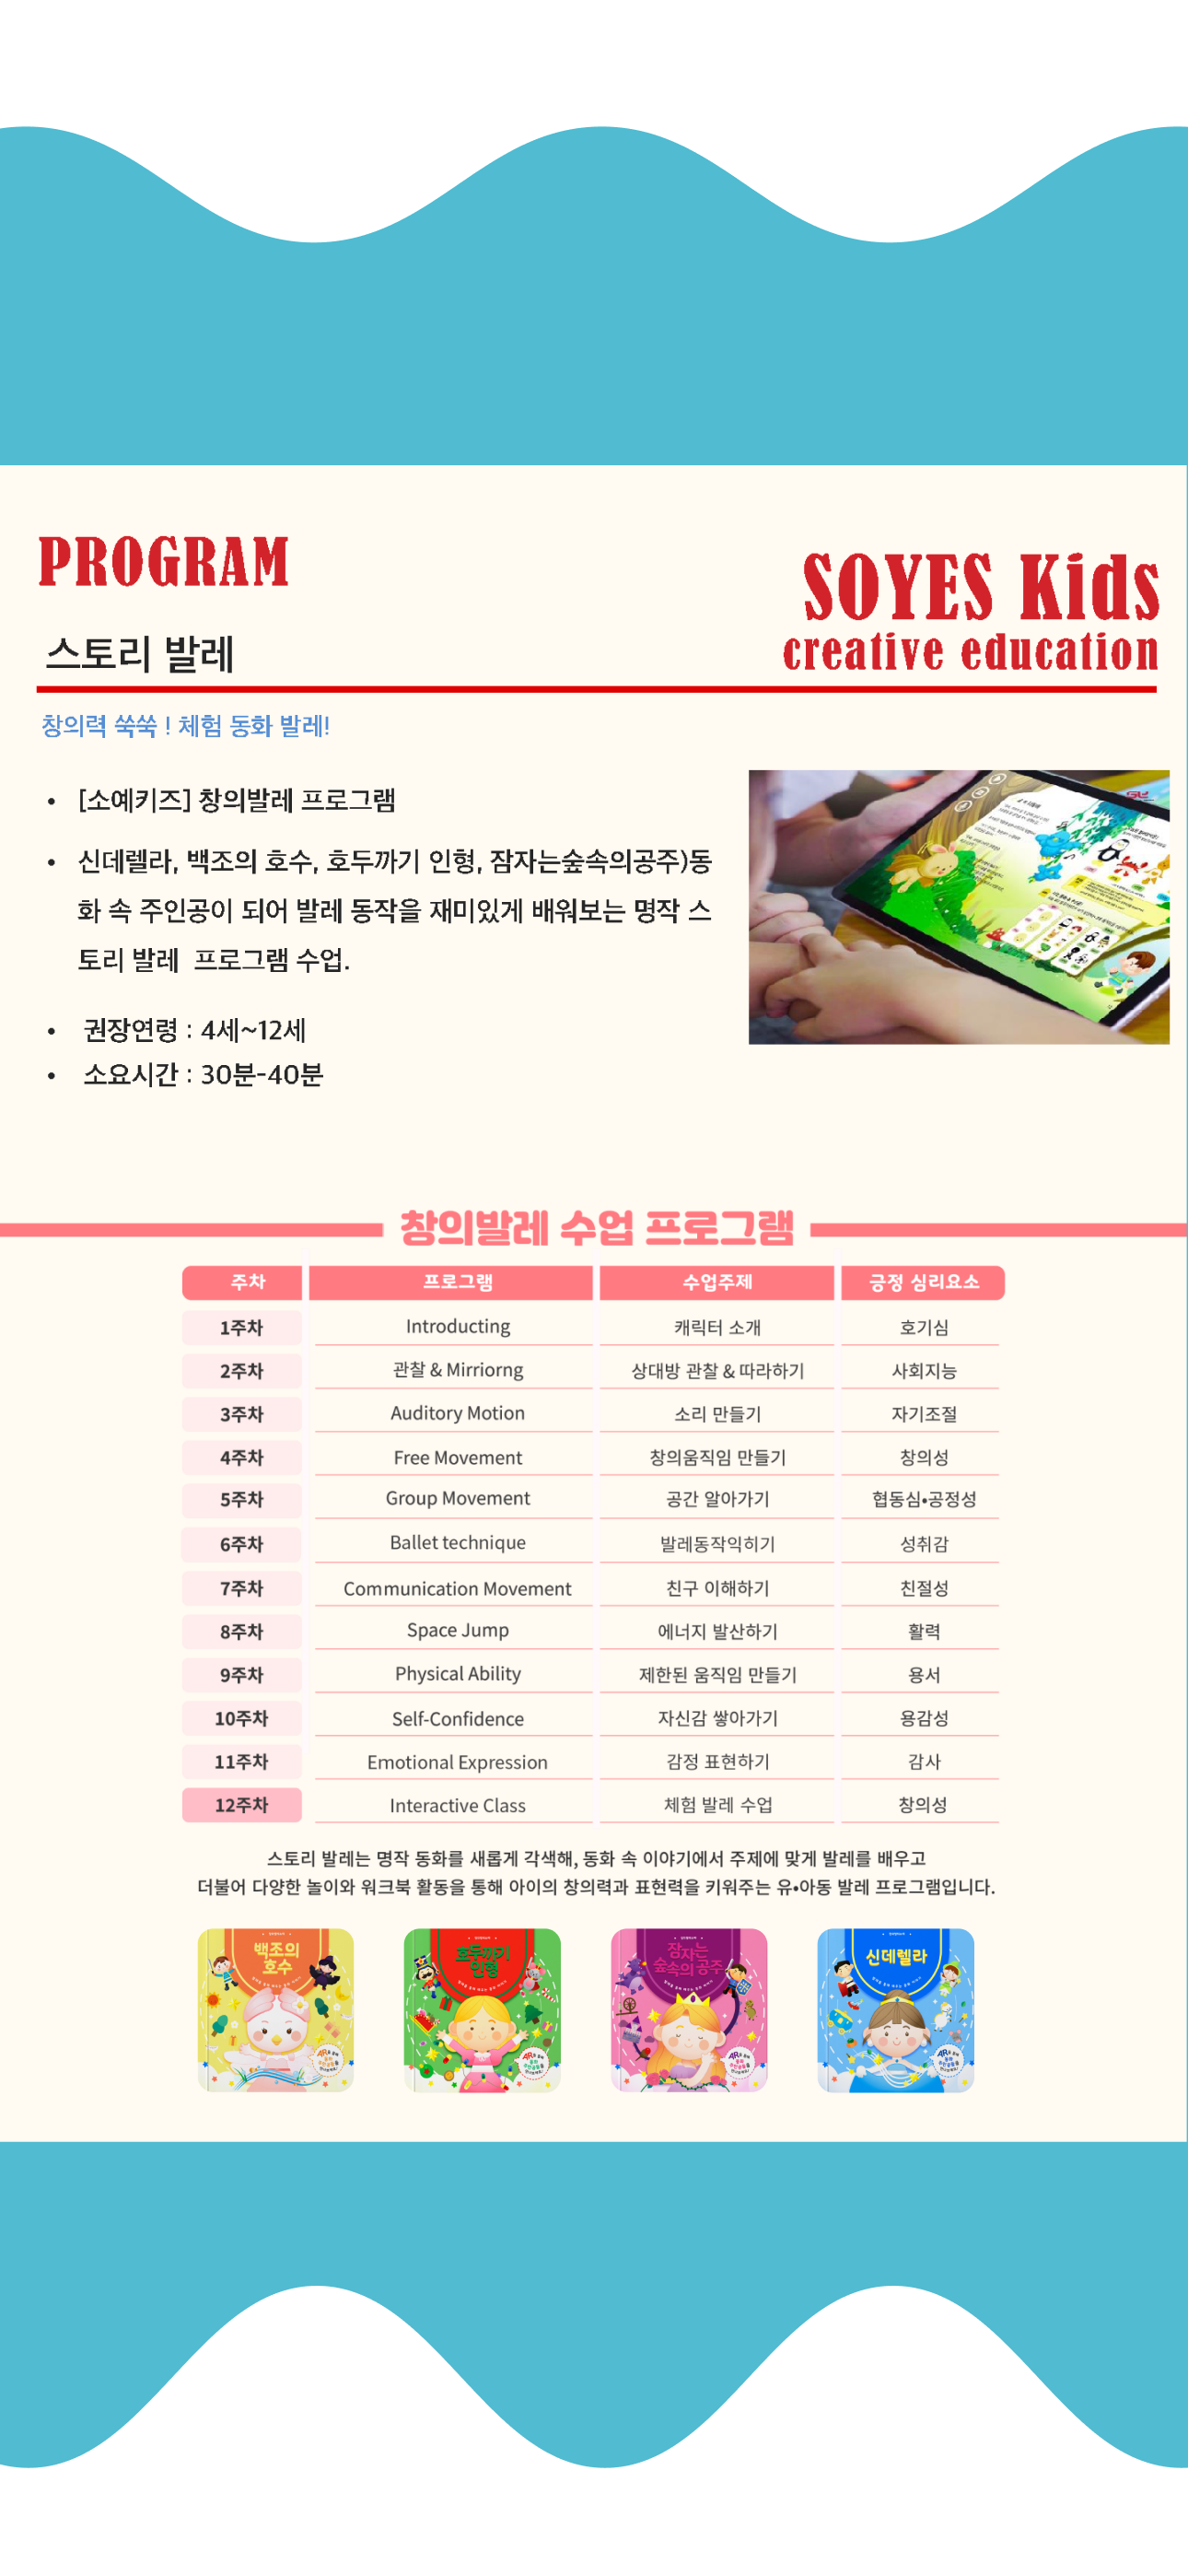 PROGRAM
SOYES Kids
creative education
스토리 발레
창의력 쑥쑥 ! 체험 동화 발레!
• [소예키즈] 창의발레 프로그램
• 신데렐라, 백조의 호수, 호두까기 인형, 잠자는숲속의공주)동
화 속 주인공이 되어 발레 동작을 재미있게 배워보는 명작 스
토리 발레 프로그램 수업.
• 권장연령 : 4세~12세
• 소요시간 : 30분-40분
창의발레 수업 프로그램
주차 프로그램 수업주제 긍정 심리요소
1주차 Introducting 캐릭터 소개 호기심
2주차 관찰 & Mirriorng 상대방 관찰 & 따라하기 사회지능
3주차 Auditory Motion 소리 만들기 자기조절
4주차 Free Movement 창의움직임 만들기 창의성
5주차 Group Movement 공간 알아가기 협동심•공정성
6주차 Ballet technique 발레동작익히기 성취감
7주차 Communication Movement 친구 이해하기 친절성
8주차 Space Jump 에너지 발산하기 활력
9주차 Physical Ability 제한된 움직임 만들기 용서
10주차 Self-Confidence 자신감 쌓아가기 용감성
11주차 Emotional Expression 감정 표현하기 감사
12주차 Interactive Class 체험 발레 수업 창의성
스토리 발레는 명작 동화를 새롭게 각색해, 동화 속 이야기에서 주제에 맞게 발레를 배우고
더불어 다양한 놀이와 워크북 활동을 통해 아이의 창의력과 표현력을 키워주는 유•아동 발레 프로그램입니다.
백조의
호수
호두까기
인형
잠자는
숲속의 공주
신데렐라